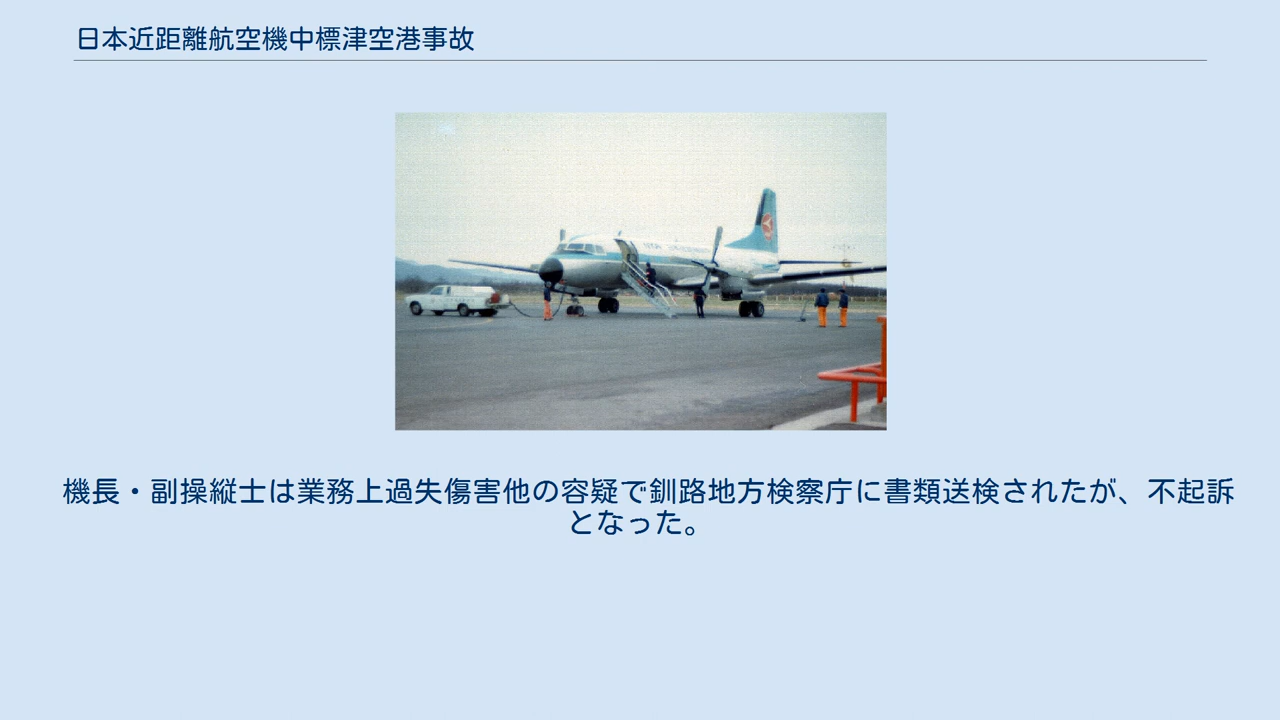 日本近距離航空機中標津空港事故
機長・副操縦士は業務上過失傷害他の容疑で釧路地方検察庁に書類送検されたが、不起訴
となった。